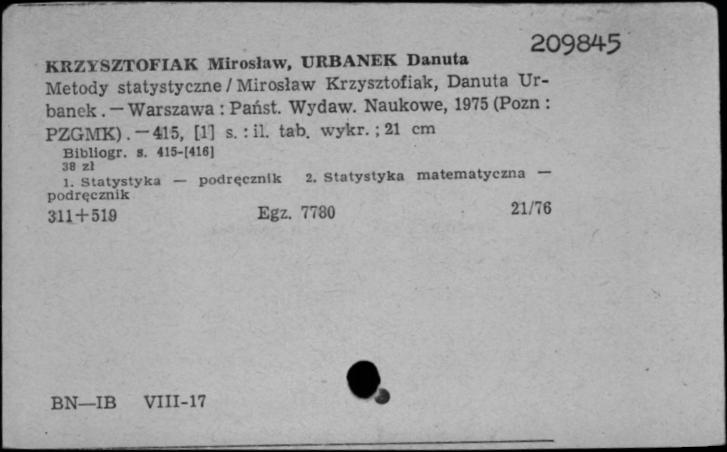 209845
KRZYSZTOFIAK Mirosław, URBANEK Danuta
Metody statystyczne / Mirosław Krzysztofiak, Danuta Ur-
banek . — Warszawa : Państ. Wydaw. Naukowe, 1975 (Pozn :
PZGMK) . — 415, [1] s. : il. tab. wykr. ; 21 cm
Bibliogr. s. 415-[416]
38 zł
1. Statystyka — podręcznik 2. Statystyka matematyczna —
podręcznik
311+519 Egz. 7780 21/76
BN—IB VIII-17